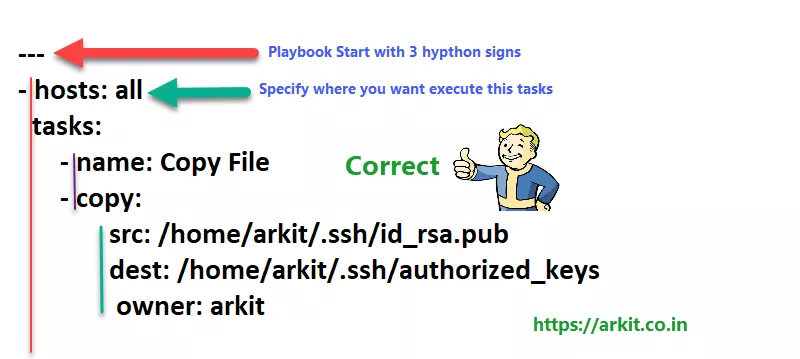 --- Playbook Start with 3 hypthon signs
- hosts: all Specify where you want execute this tasks
tasks:
- name: Copy File
Correct
- copy:
src: /home/arkit/.ssh/id_rsa.pub
dest: /home/arkit/.ssh/authorized_keys
owner: arkit
https://arkit.co.in